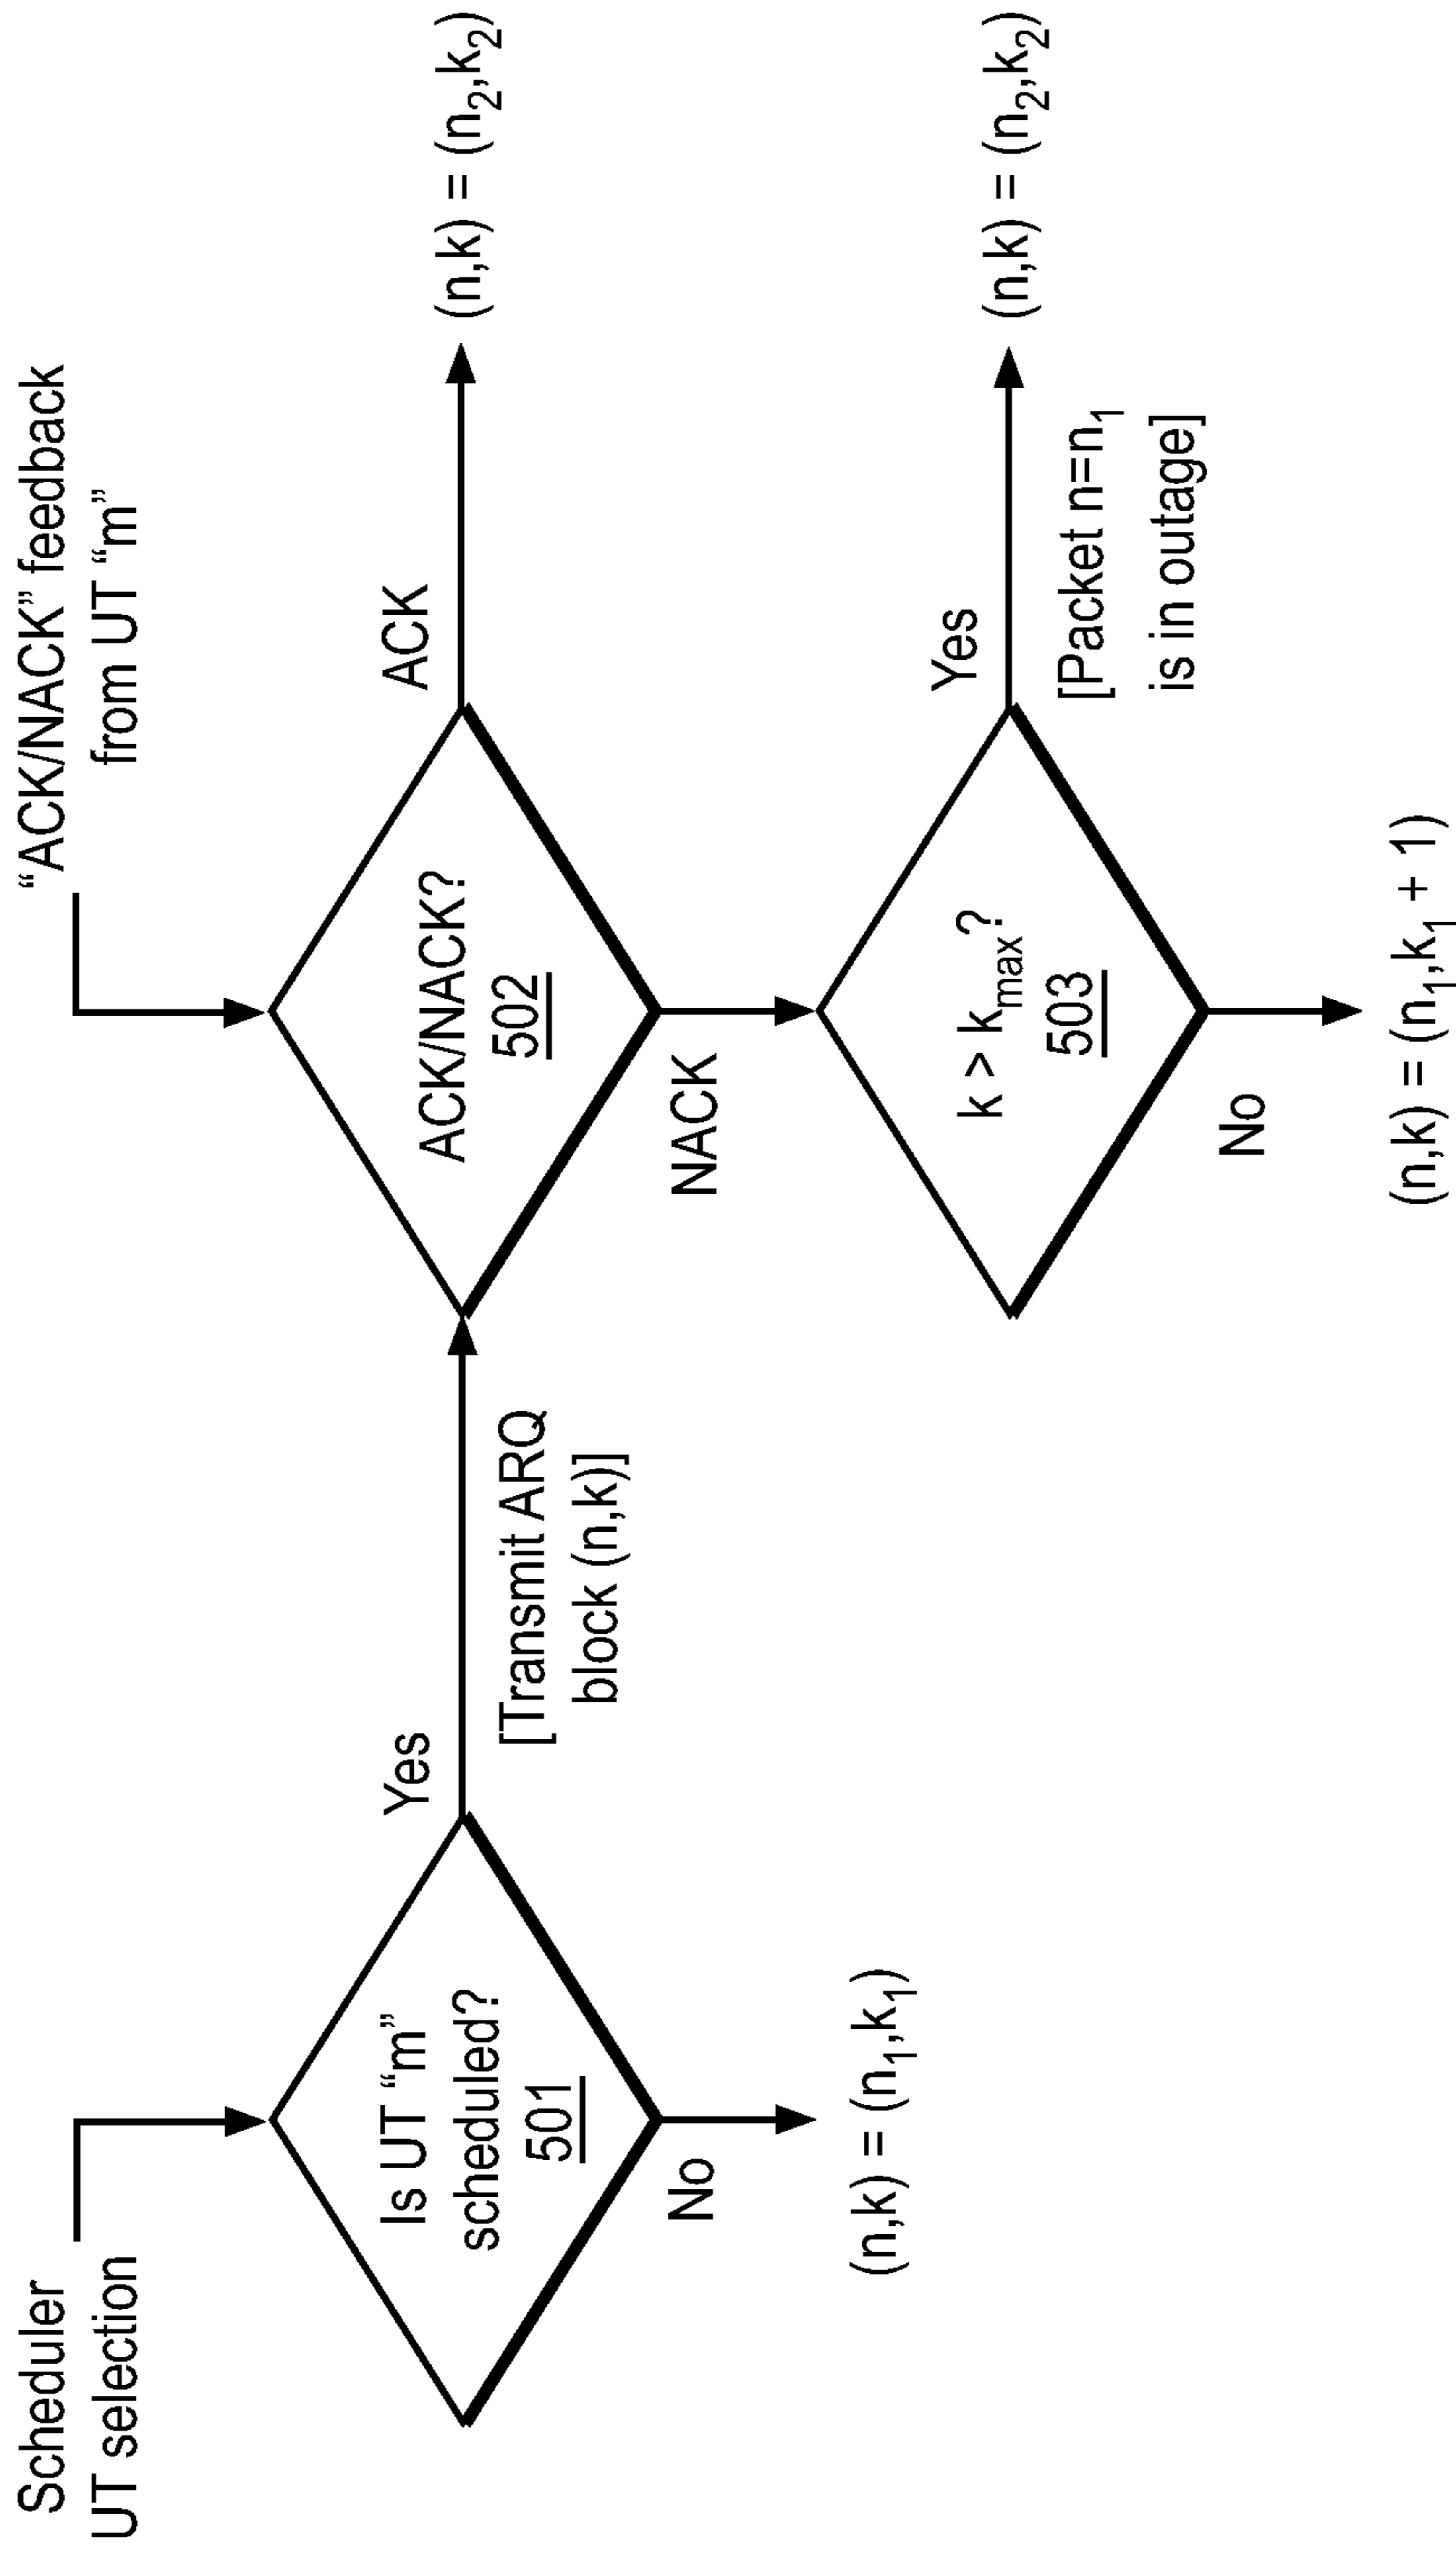 Scheduler
UT selection
Is UT “m”
scheduled?
501
Yes
[Transmit ARQ
block (n,k)]
No
(n,k) = (n₁,k₁)
“ACK/NACK” feedback
from UT “m”
ACK/NACK?
502
ACK
(n,k) = (n₂,k₂)
NACK
k > kₘₐₓ?
503
Yes
[Packet n=n₁
is in outage]
(n,k) = (n₂,k₂)
No
(n,k) = (n₁,k₁ + 1)